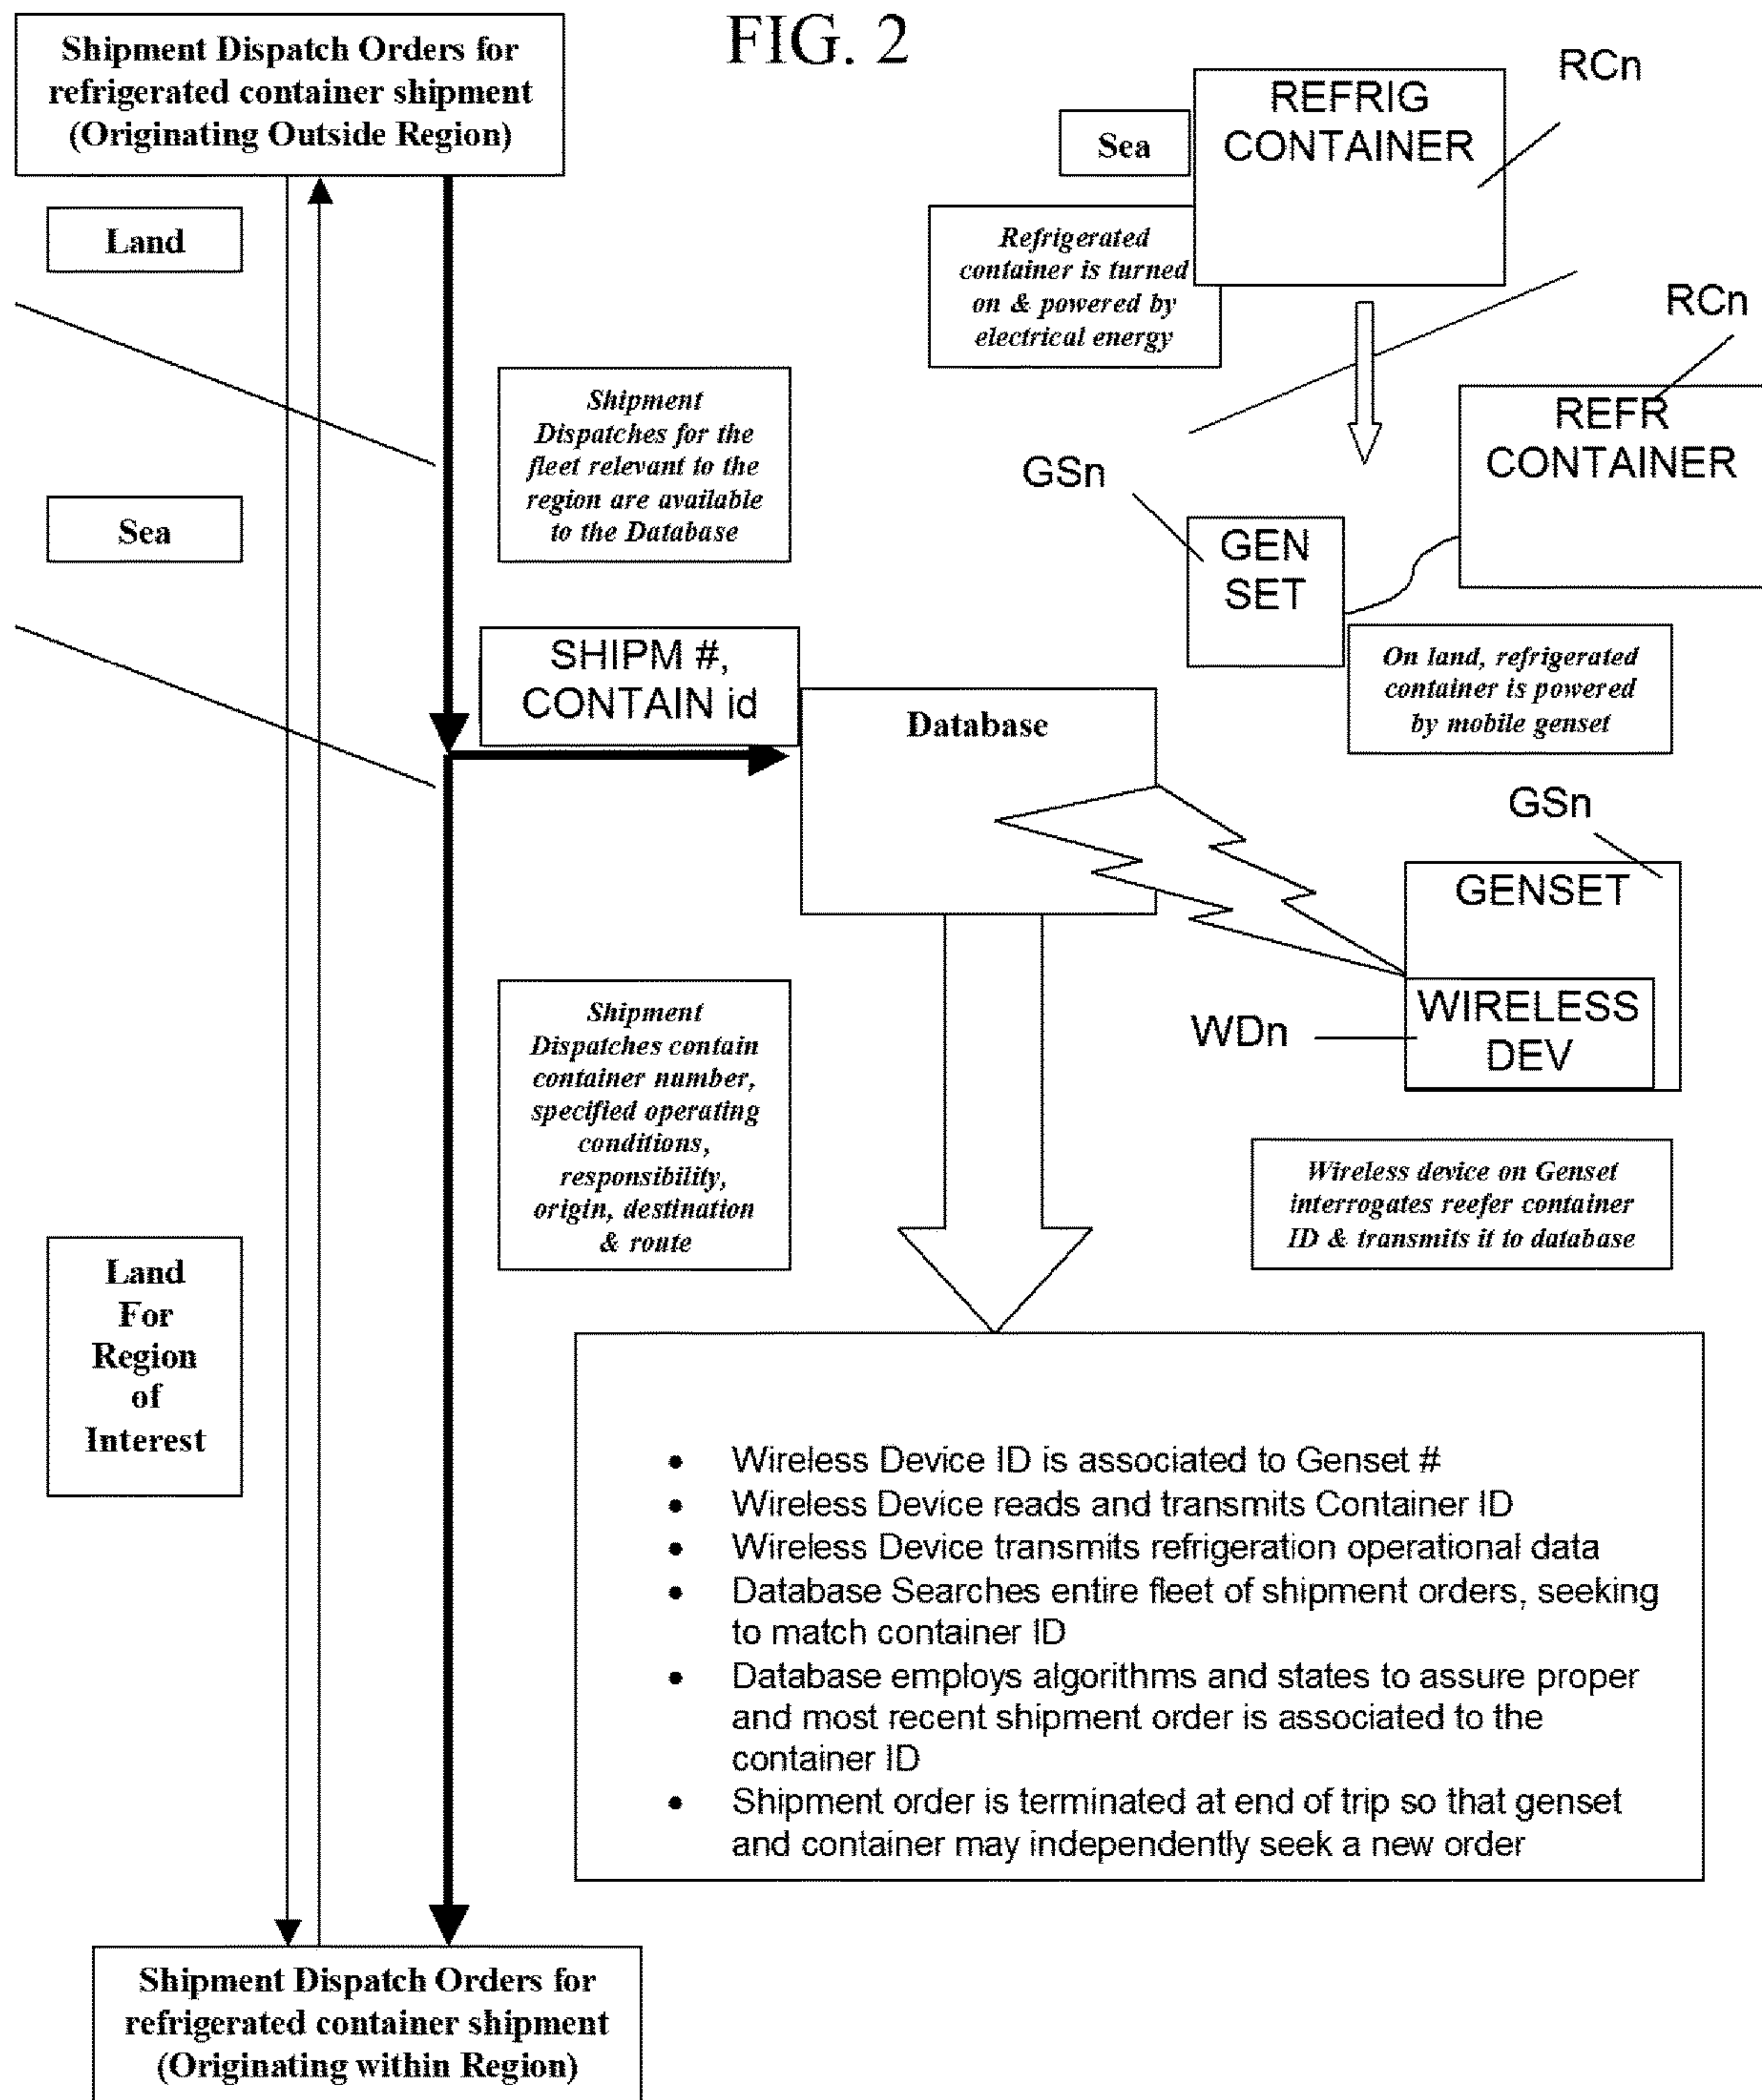 FIG. 2
Shipment Dispatch Orders for
refrigerated container shipment
(Originating Outside Region)
Land
Sea
Shipment
Dispatches for the
fleet relevant to the
region are available
to the Database
Sea
REFRIG
CONTAINER
RCn
Refrigerated
container is turned
on & powered by
electrical energy
RCn
REFR
CONTAINER
GSn
GEN
SET
On land, refrigerated
container is powered
by mobile genset
SHIPM #,
CONTAIN id
Database
GSn
GENSET
WIRELESS
DEV
WDn
Wireless device on Genset
interrogates reefer container
ID & transmits it to database
Shipment
Dispatches contain
container number,
specified operating
conditions,
responsibility,
origin, destination
& route
Land
For
Region
of
Interest
• Wireless Device ID is associated to Genset #
• Wireless Device reads and transmits Container ID
• Wireless Device transmits refrigeration operational data
• Database Searches entire fleet of shipment orders, seeking
to match container ID
• Database employs algorithms and states to assure proper
and most recent shipment order is associated to the
container ID
• Shipment order is terminated at end of trip so that genset
and container may independently seek a new order
Shipment Dispatch Orders for
refrigerated container shipment
(Originating within Region)